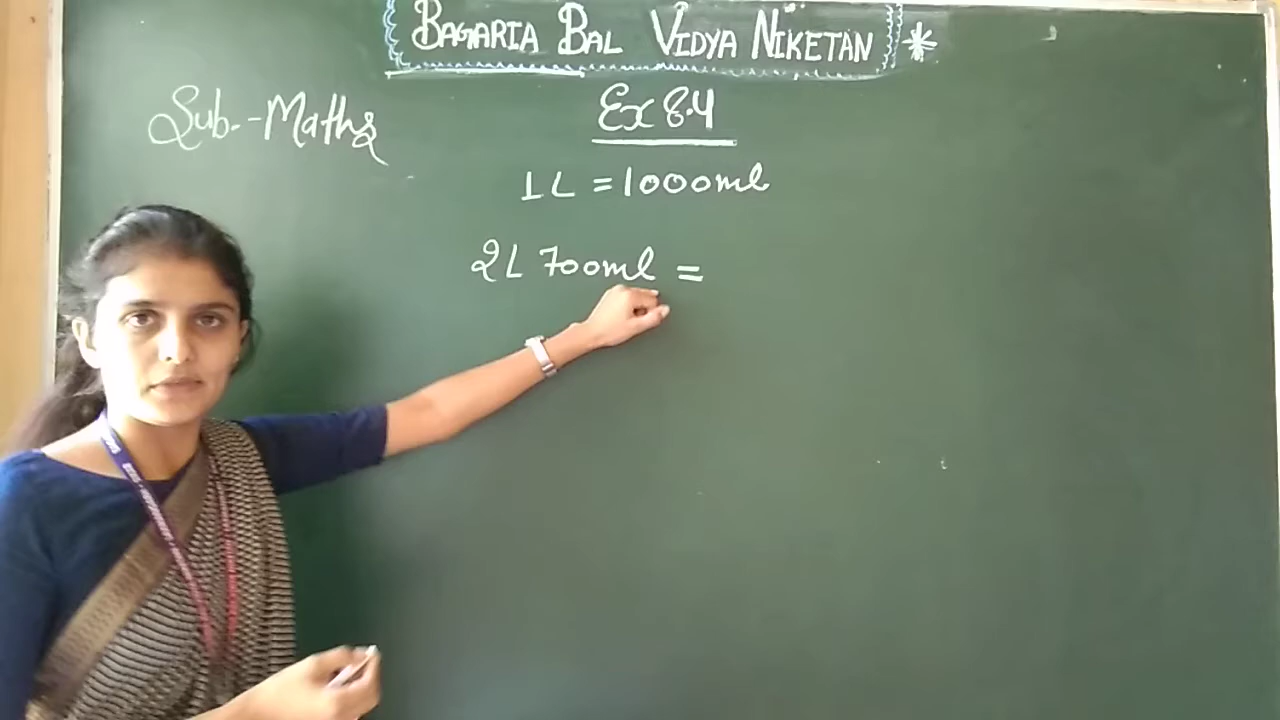 BAGARIA BAL VIDYA NIKETAN *
Sub.-Maths
Ex 8.4
1L = 1000ml
2L 700ml =